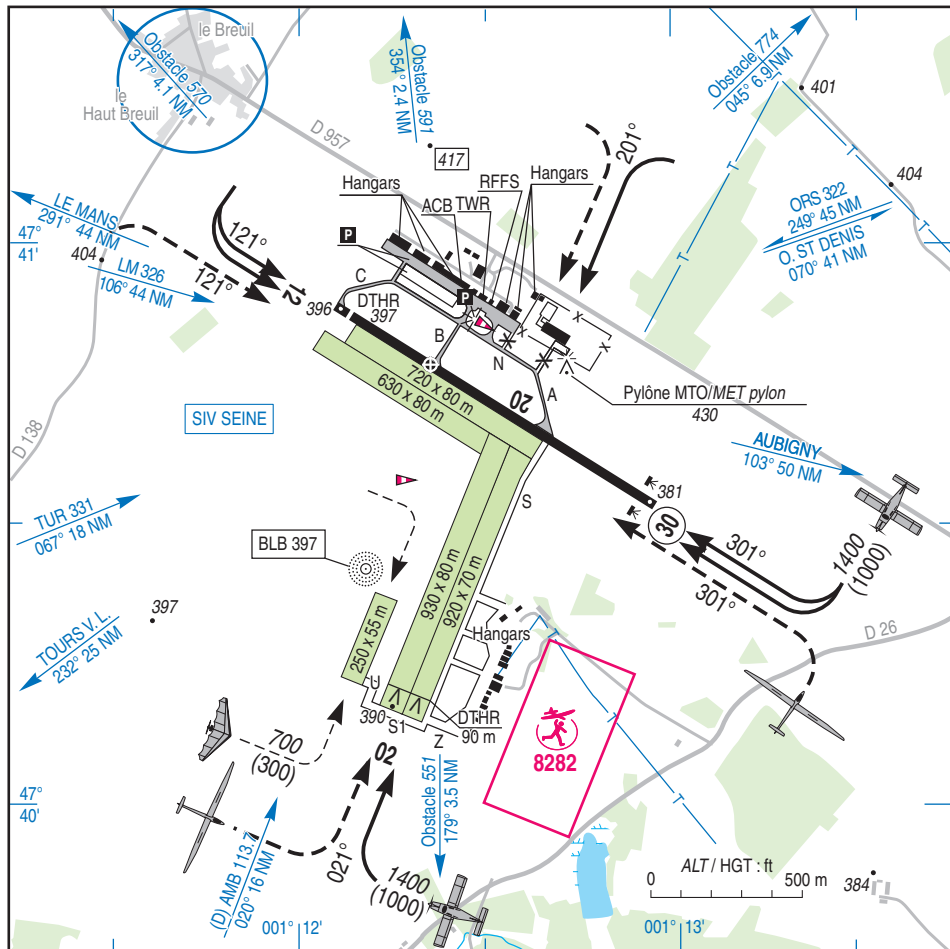 le Breuil
Obstacle 570
317° 4.1 NM
le
Haut Breuil
D 957
Obstacle 591
354° 2.4 NM
417
Obstacle 774
045° 6.9 NM
401
404
201°
Hangars
RFFS
Hangars
ACB TWR
P
LE MANS
291° 44 NM
47°
41'
404
LM 326
106° 44 NM
121°
121°
12
ORS 322
249° 45 NM
O. ST DENIS
070° 41 NM
C
396
DTHR
397
P
B
N
A
X
X
X
X
720 x 80 m
630 x 80 m
20
Pylône MTO/MET pylon
430
SIV SEINE
D 138
AUBIGNY
103° 50 NM
381
S
30
TUR 331
067° 18 NM
BLB 397
301°
301°
1400
(1000)
930 x 80 m
920 x 70 m
250 x 55 m
397
TOURS V.L.
232° 25 NM
Hangars
D 26
U
390
S1
Z
DTHR
90 m
02
8282
700
(300)
47°
40'
Obstacle 551
179° 3.5 NM
021°
1400
(1000)
(D) AMB 113.7
020° 16 NM
ALT / HGT : ft
0
500 m
384
001° 12'
001° 13'
T
T
T
T
T
T
T